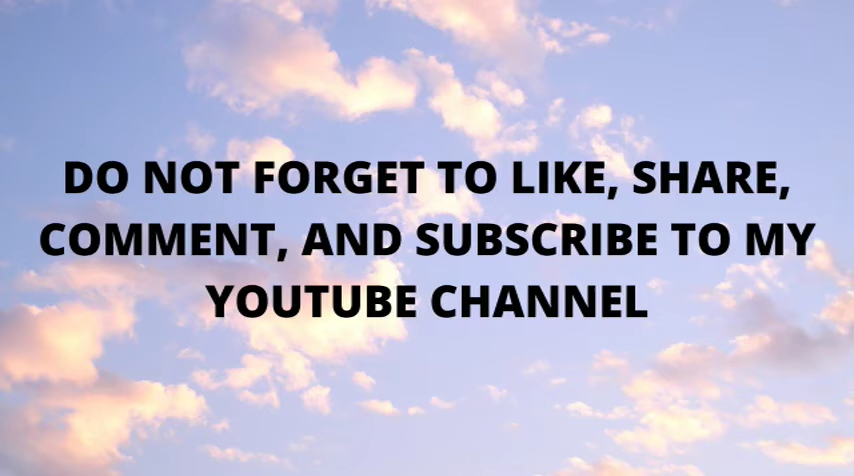 DO NOT FORGET TO LIKE, SHARE,
COMMENT, AND SUBSCRIBE TO MY
YOUTUBE CHANNEL